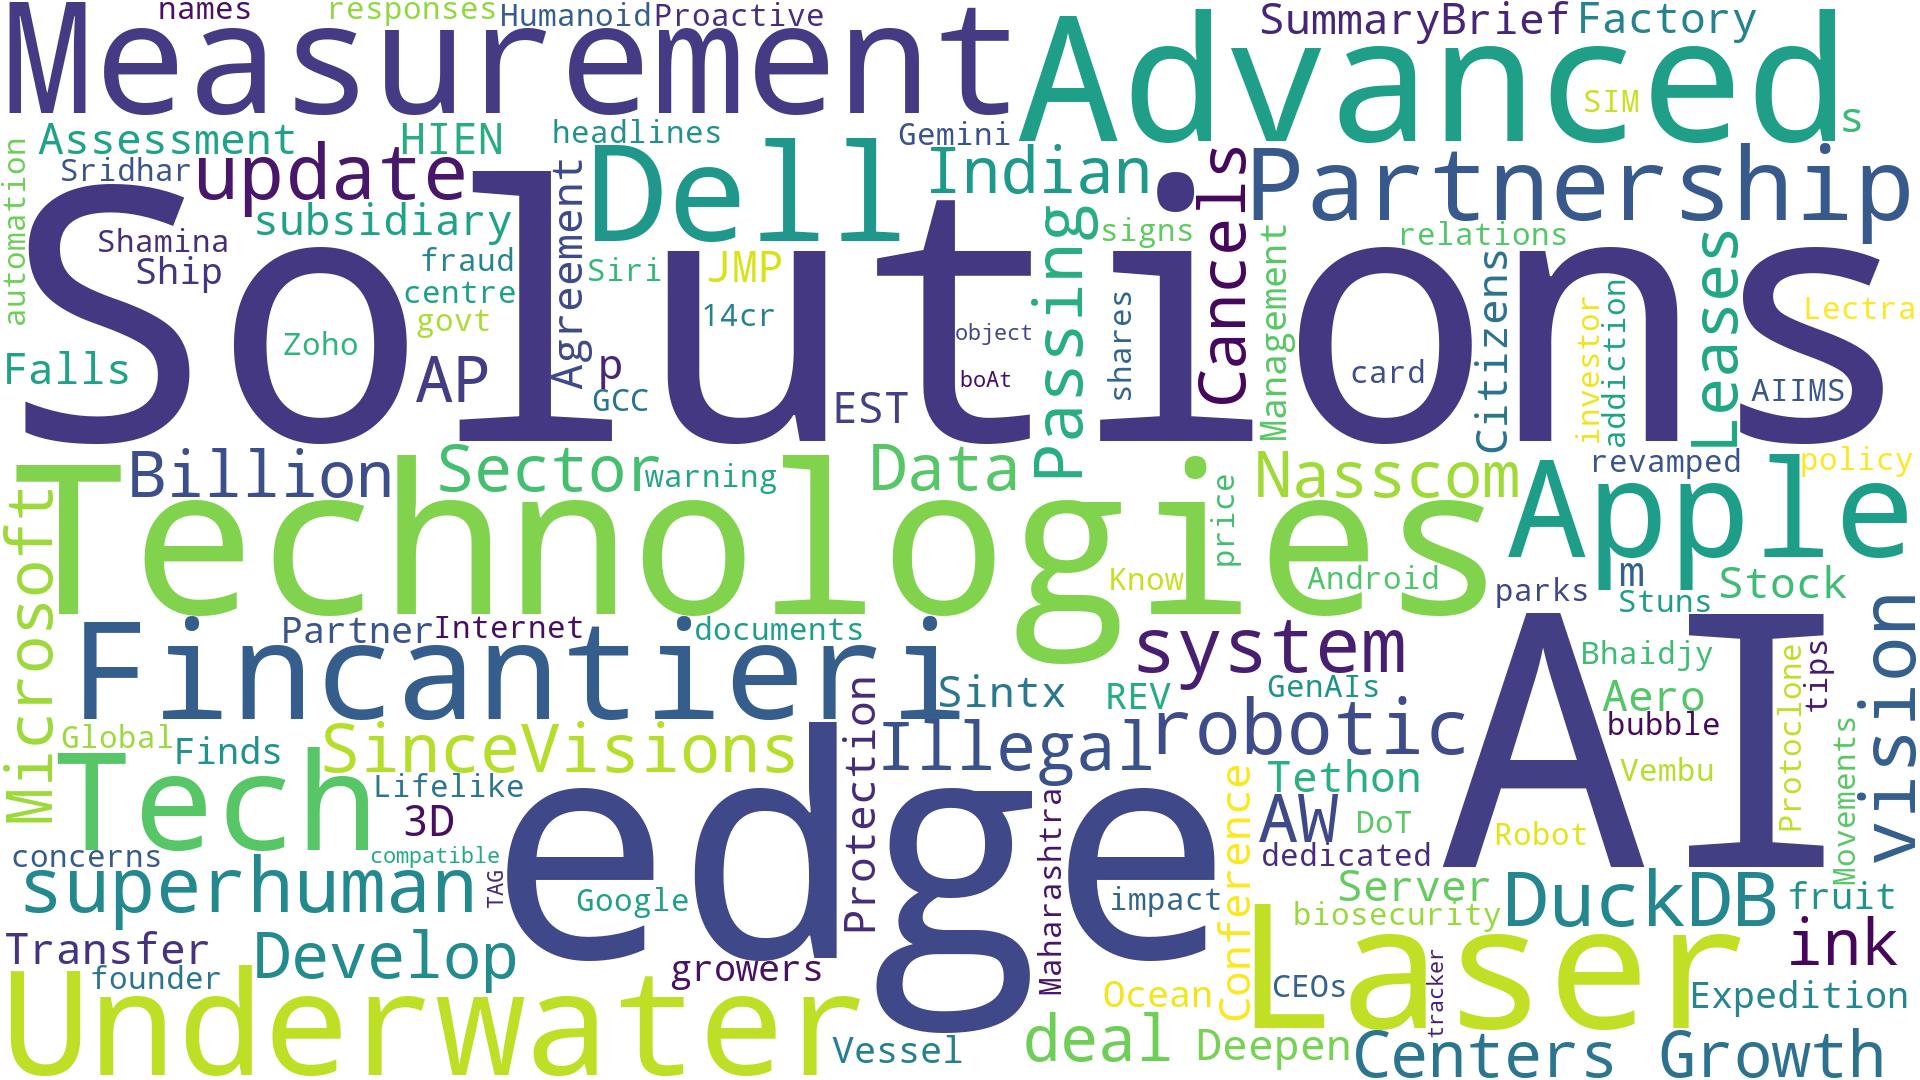 names responses Humanoid Proactive SummaryBrief Factory
Measurement Advanced SIM s
automation Assessment HIEN headlines Gemini
Sridhar update Agreement Dell Indian Cancels Partnership
subsidiary Passing signs relations
Shamina fraud Siri JMP Management Citizens Leases
Ship centre 14cr object shares investor addiction Lectra
Solutions
Zoho govt
Falls AP p GCC boAt EST card AIIMS
Billion Sector warning Data Nasscom revamped policy
Microsoft Technologies price Apple
Know Android parks m Stuns Stock
Partner Internet documents vision
Fincantieri Sintx system REV GenAIs AI Bhaidjy Aero tips
Global Finds SinceVisions Protection Illegal robotic bubble Protoclone Movements
Tech Lifelike 3D edge Maharashtra Conference Tethon AW DoT Robot Vembu
concerns compatible dedicated
superhuman TAG Google impact Server DuckDB fruit
biosecurity
Transfer founder Develop growers Laser ink
Underwater Ocean CEOs tracker Expedition
Vessel deal Deepen Centers Growth